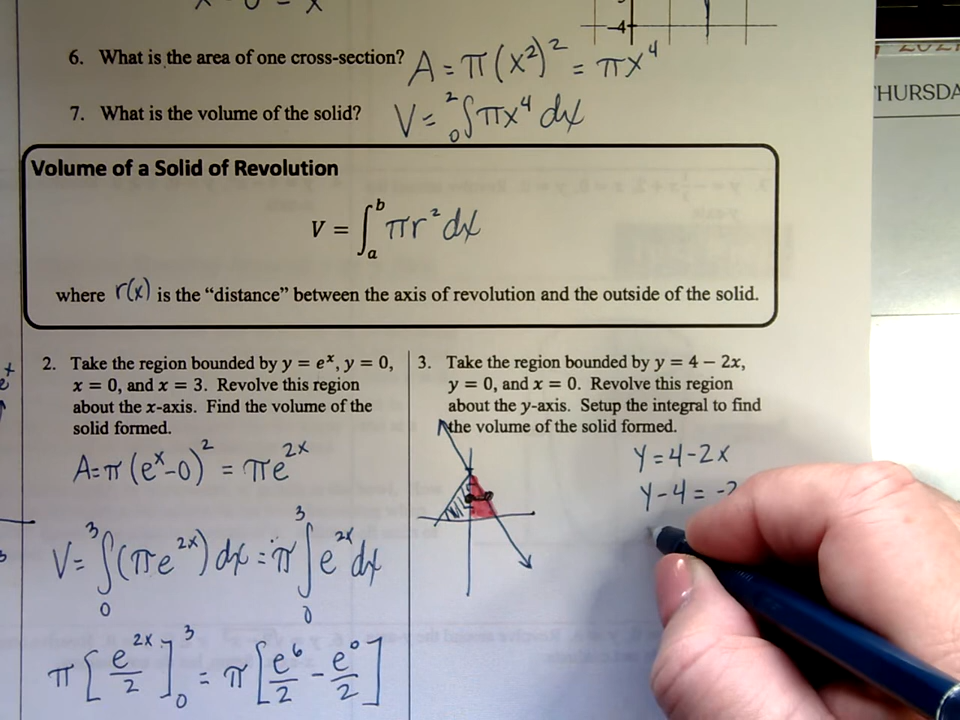 -4
6. What is the area of one cross-section? A = π(x²)² = πx⁴
HURSDA
7. What is the volume of the solid? V = ₀²∫πx⁴ dx
Volume of a Solid of Revolution
V = ∫ₐᵇ πr² dx
where r(x) is the “distance” between the axis of revolution and the outside of the solid.
2. Take the region bounded by y = eˣ, y = 0,
x = 0, and x = 3. Revolve this region
about the x-axis. Find the volume of the
solid formed.
A = π(eˣ-0)² = πe²ˣ
V = ₀³∫(πe²ˣ) dx = π ₀³∫e²ˣ dx
π[e²ˣ/2]₀³ = π[e⁶/2 - e⁰/2]
3. Take the region bounded by y = 4 − 2x,
y = 0, and x = 0. Revolve this region
about the y-axis. Setup the integral to find
the volume of the solid formed.
y = 4-2x
y-4 = -2